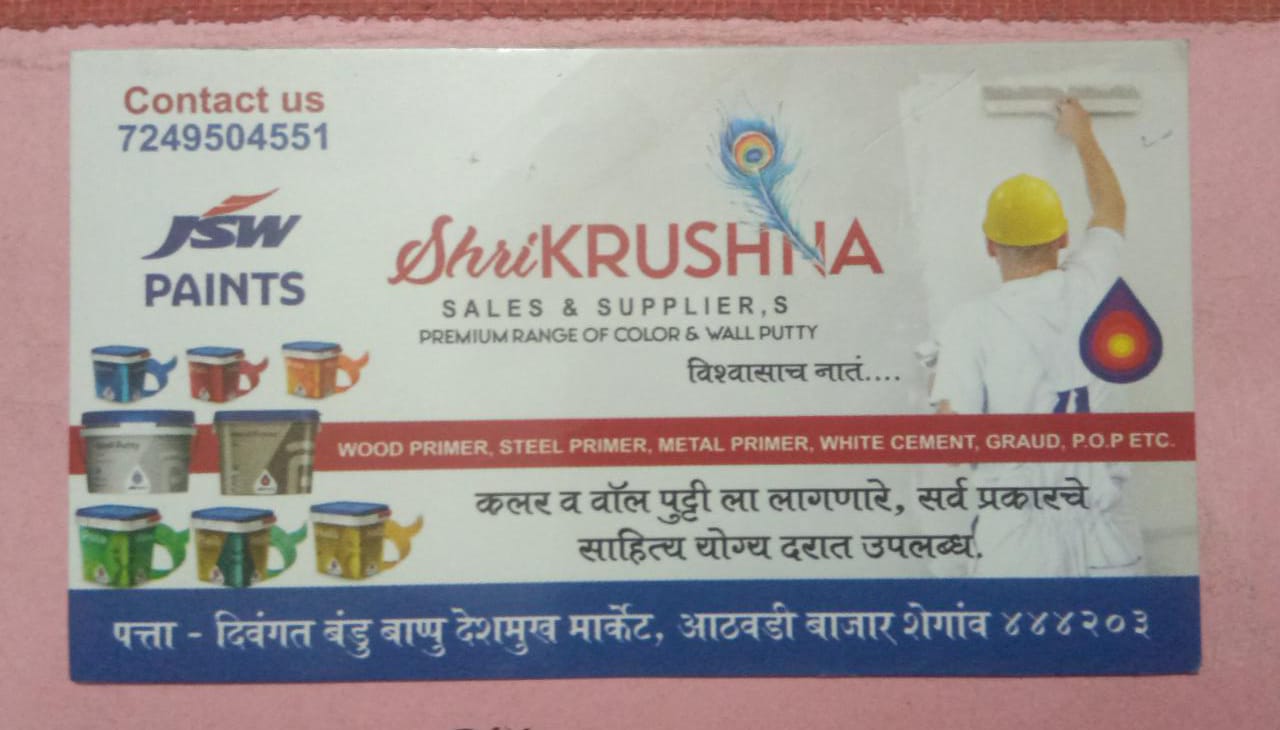 Contact us
7249504551
JSW
PAINTS
ShriKRUSHNA
SALES & SUPPLIER,S
PREMIUM RANGE OF COLOR & WALL PUTTY
विश्वासाच नातं....
WOOD PRIMER, STEEL PRIMER, METAL PRIMER, WHITE CEMENT, GRAUD, P.O.P ETC.
कलर व वॉल पुट्टी ला लागणारे, सर्व प्रकारचे
साहित्य योग्य दरात उपलब्ध.
पत्ता - दिवंगत बंडु बाप्पु देशमुख मार्केट, आठवडी बाजार शेगांव ४४४२०३